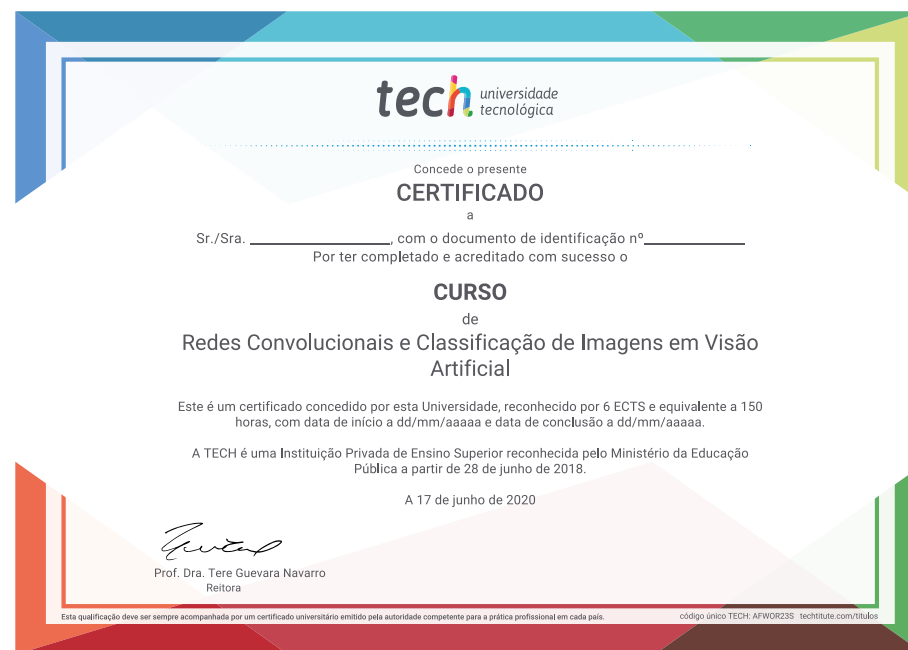 tech universidade
tecnológica
Concede o presente
CERTIFICADO
a
Sr./Sra. ____________________, com o documento de identificação nº______________
Por ter completado e acreditado com sucesso o
CURSO
de
Redes Convolucionais e Classificação de Imagens em Visão
Artificial
Este é um certificado concedido por esta Universidade, reconhecido por 6 ECTS e equivalente a 150
horas, com data de início a dd/mm/aaaaa e data de conclusão a dd/mm/aaaaa.
A TECH é uma Instituição Privada de Ensino Superior reconhecida pelo Ministério da Educação
Pública a partir de 28 de junho de 2018.
A 17 de junho de 2020
Prof. Dra. Tere Guevara Navarro
Reitora
Esta qualificação deve ser sempre acompanhada por um certificado universitário emitido pela autoridade competente para a prática profissional em cada país.
código único TECH: AFWOR23S techtitute.com/titulos